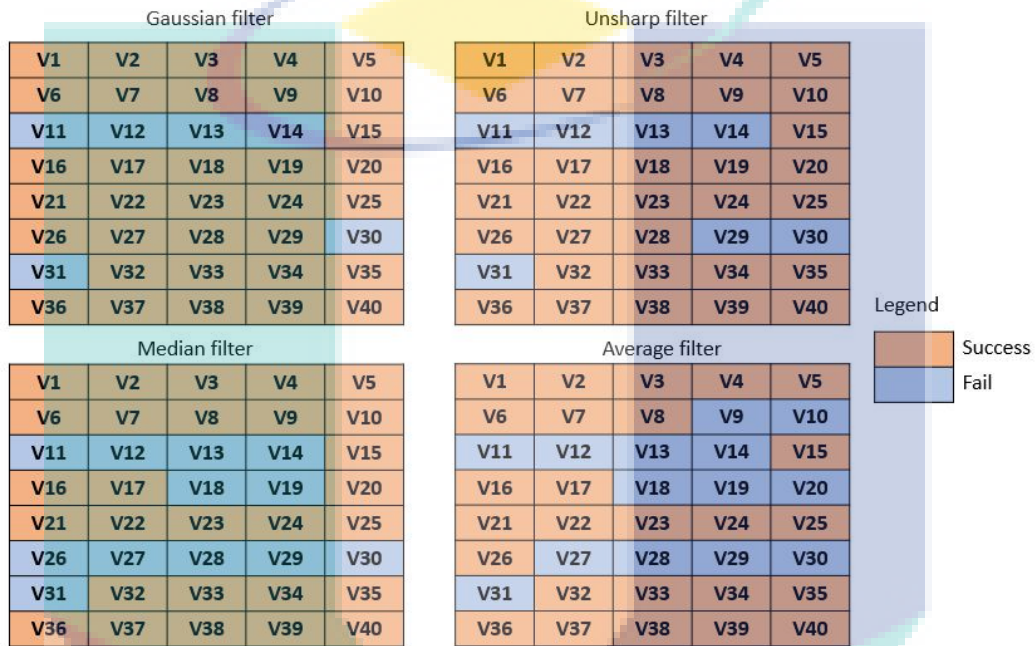 Gaussian filter
V1 V2 V3 V4 V5
V6 V7 V8 V9 V10
V11 V12 V13 V14 V15
V16 V17 V18 V19 V20
V21 V22 V23 V24 V25
V26 V27 V28 V29 V30
V31 V32 V33 V34 V35
V36 V37 V38 V39 V40
Unsharp filter
V1 V2 V3 V4 V5
V6 V7 V8 V9 V10
V11 V12 V13 V14 V15
V16 V17 V18 V19 V20
V21 V22 V23 V24 V25
V26 V27 V28 V29 V30
V31 V32 V33 V34 V35
V36 V37 V38 V39 V40
Median filter
V1 V2 V3 V4 V5
V6 V7 V8 V9 V10
V11 V12 V13 V14 V15
V16 V17 V18 V19 V20
V21 V22 V23 V24 V25
V26 V27 V28 V29 V30
V31 V32 V33 V34 V35
V36 V37 V38 V39 V40
Average filter
V1 V2 V3 V4 V5
V6 V7 V8 V9 V10
V11 V12 V13 V14 V15
V16 V17 V18 V19 V20
V21 V22 V23 V24 V25
V26 V27 V28 V29 V30
V31 V32 V33 V34 V35
V36 V37 V38 V39 V40
Legend
Success
Fail